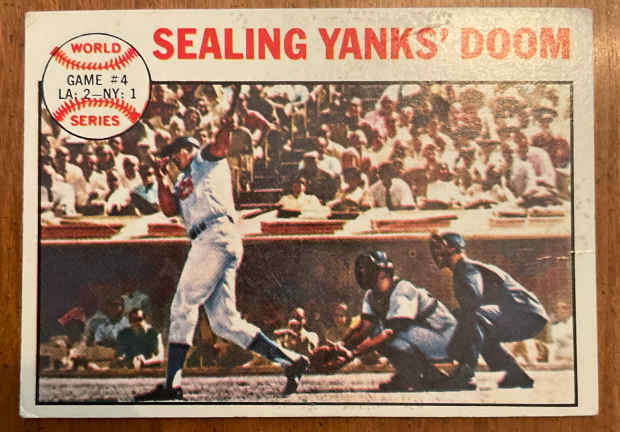 WORLD
GAME #4
LA: 2—NY: 1
SERIES
SEALING YANKS' DOOM